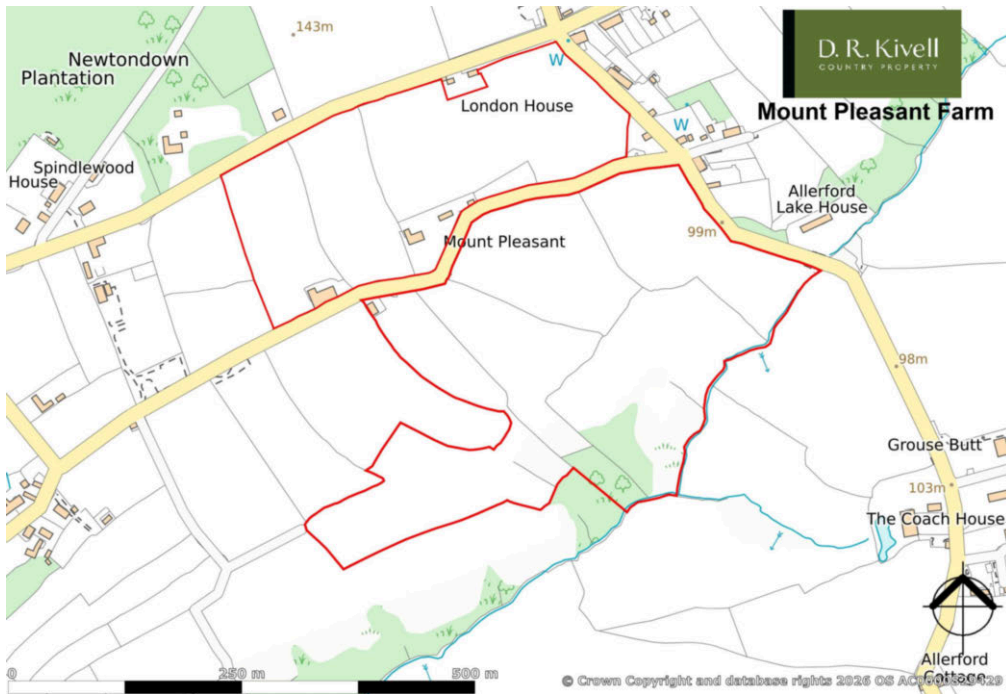 143m
Newtondown
Plantation
W
D. R. Kivell
COUNTRY PROPERTY
Mount Pleasant Farm
London House
W
Spindlewood
House
Allerford
Lake House
99m
Mount Pleasant
98m
Grouse Butt
103m
The Coach House
Allerford
Cottage
0
250 m
500 m
© Crown Copyright and database rights 2026 OS